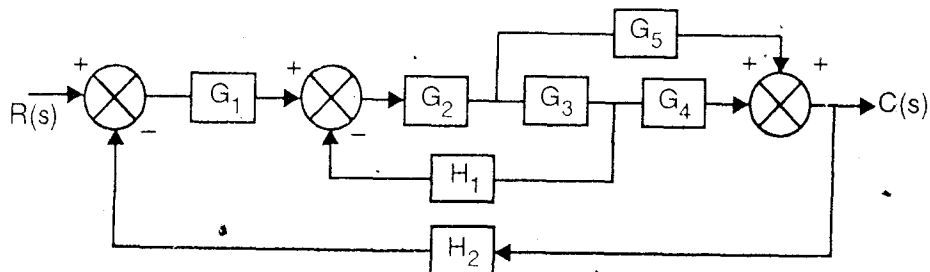 G5
+ + + +
R(s) G1 G2 G3 G4 C(s)
− −
H1
H2